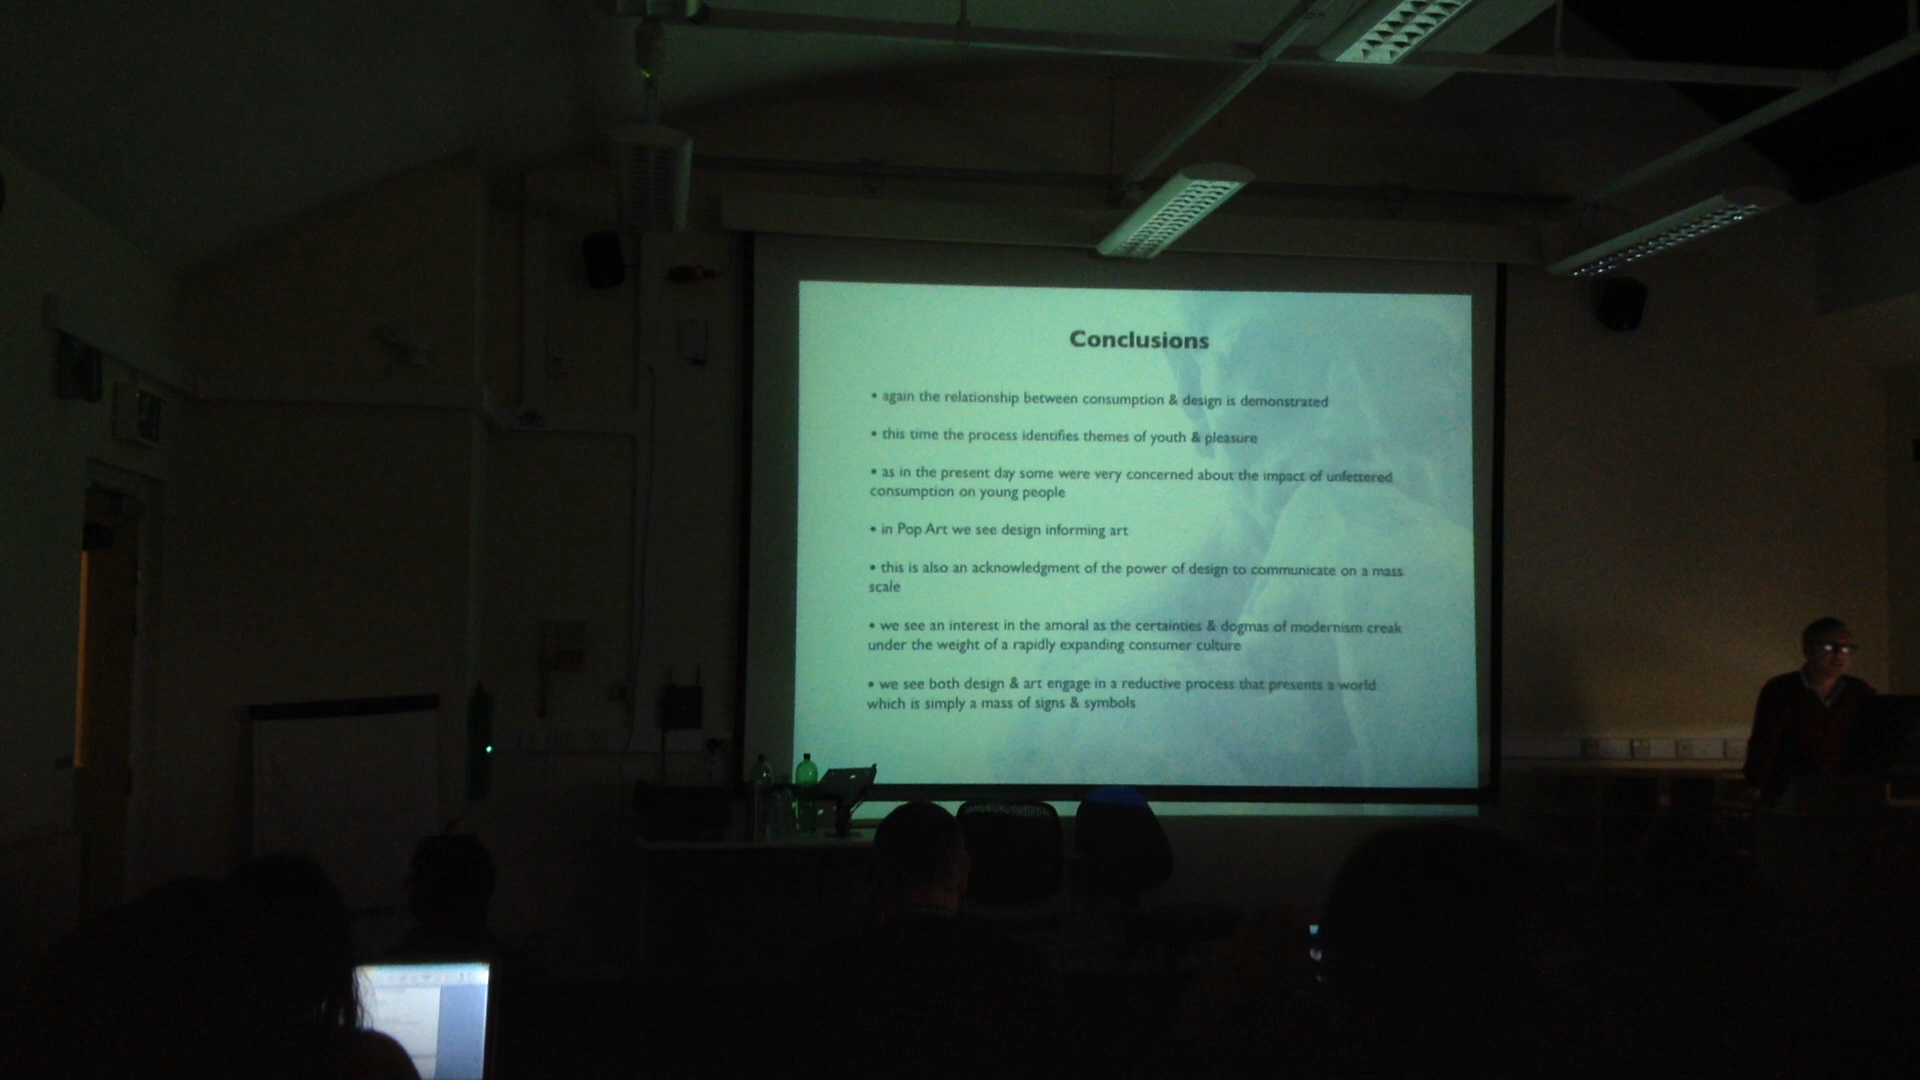 Conclusions
• again the relationship between consumption & design is demonstrated
• this time the process identifies themes of youth & pleasure
• as in the present day some were very concerned about the impact of unfettered
consumption on young people
• in Pop Art we see design informing art
• this is also an acknowledgment of the power of design to communicate on a mass
scale
• we see an interest in the amoral as the certainties & dogmas of modernism creak
under the weight of a rapidly expanding consumer culture
• we see both design & art engage in a reductive process that presents a world
which is simply a mass of signs & symbols